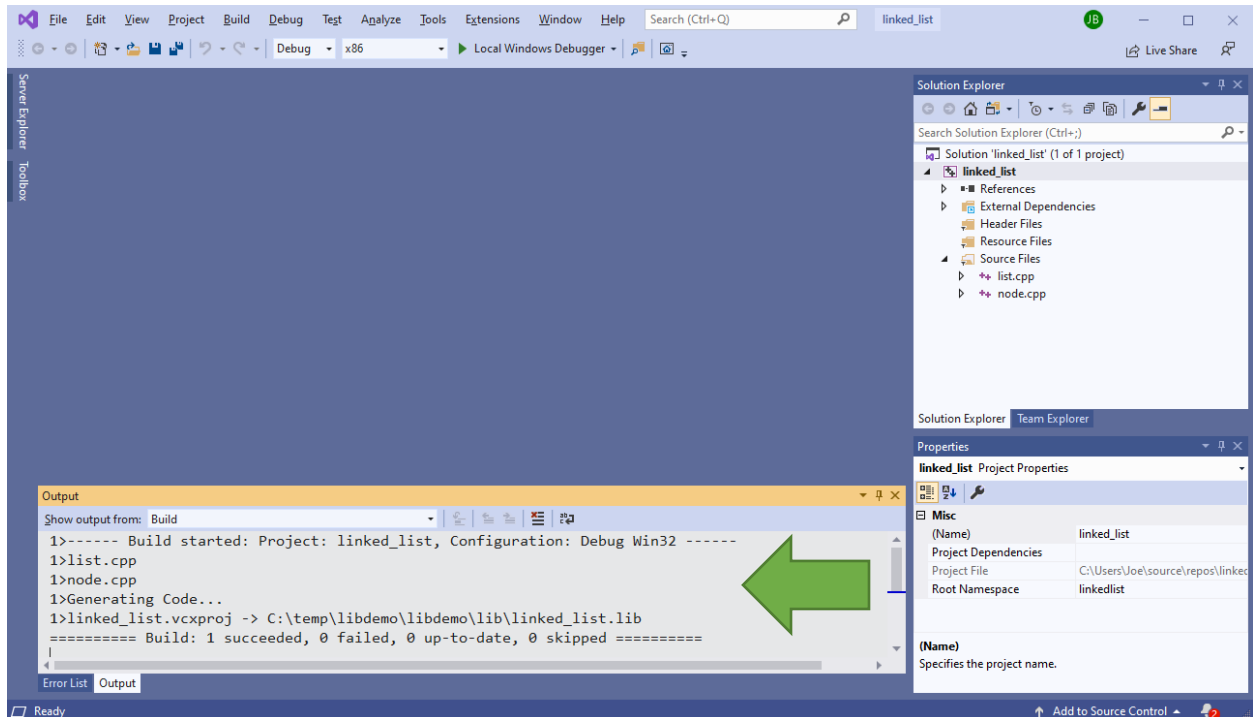 File Edit View Project Build Debug Test Analyze Tools Extensions Window Help Search (Ctrl+Q) linked_list JB
Debug x86 Local Windows Debugger Live Share
Server Explorer
Toolbox
Solution Explorer
Search Solution Explorer (Ctrl+;)
Solution 'linked_list' (1 of 1 project)
linked_list
References
External Dependencies
Header Files
Resource Files
Source Files
list.cpp
node.cpp
Solution Explorer Team Explorer
Properties
linked_list Project Properties
Misc
(Name) linked_list
Project Dependencies
Project File C:\Users\Joe\source\repos\linked
Root Namespace linkedlist
(Name)
Specifies the project name.
Output
Show output from: Build
1>------ Build started: Project: linked_list, Configuration: Debug Win32 ------
1>list.cpp
1>node.cpp
1>Generating Code...
1>linked_list.vcxproj -> C:\temp\libdemo\libdemo\lib\linked_list.lib
========== Build: 1 succeeded, 0 failed, 0 up-to-date, 0 skipped ==========
Error List Output
Ready Add to Source Control 2